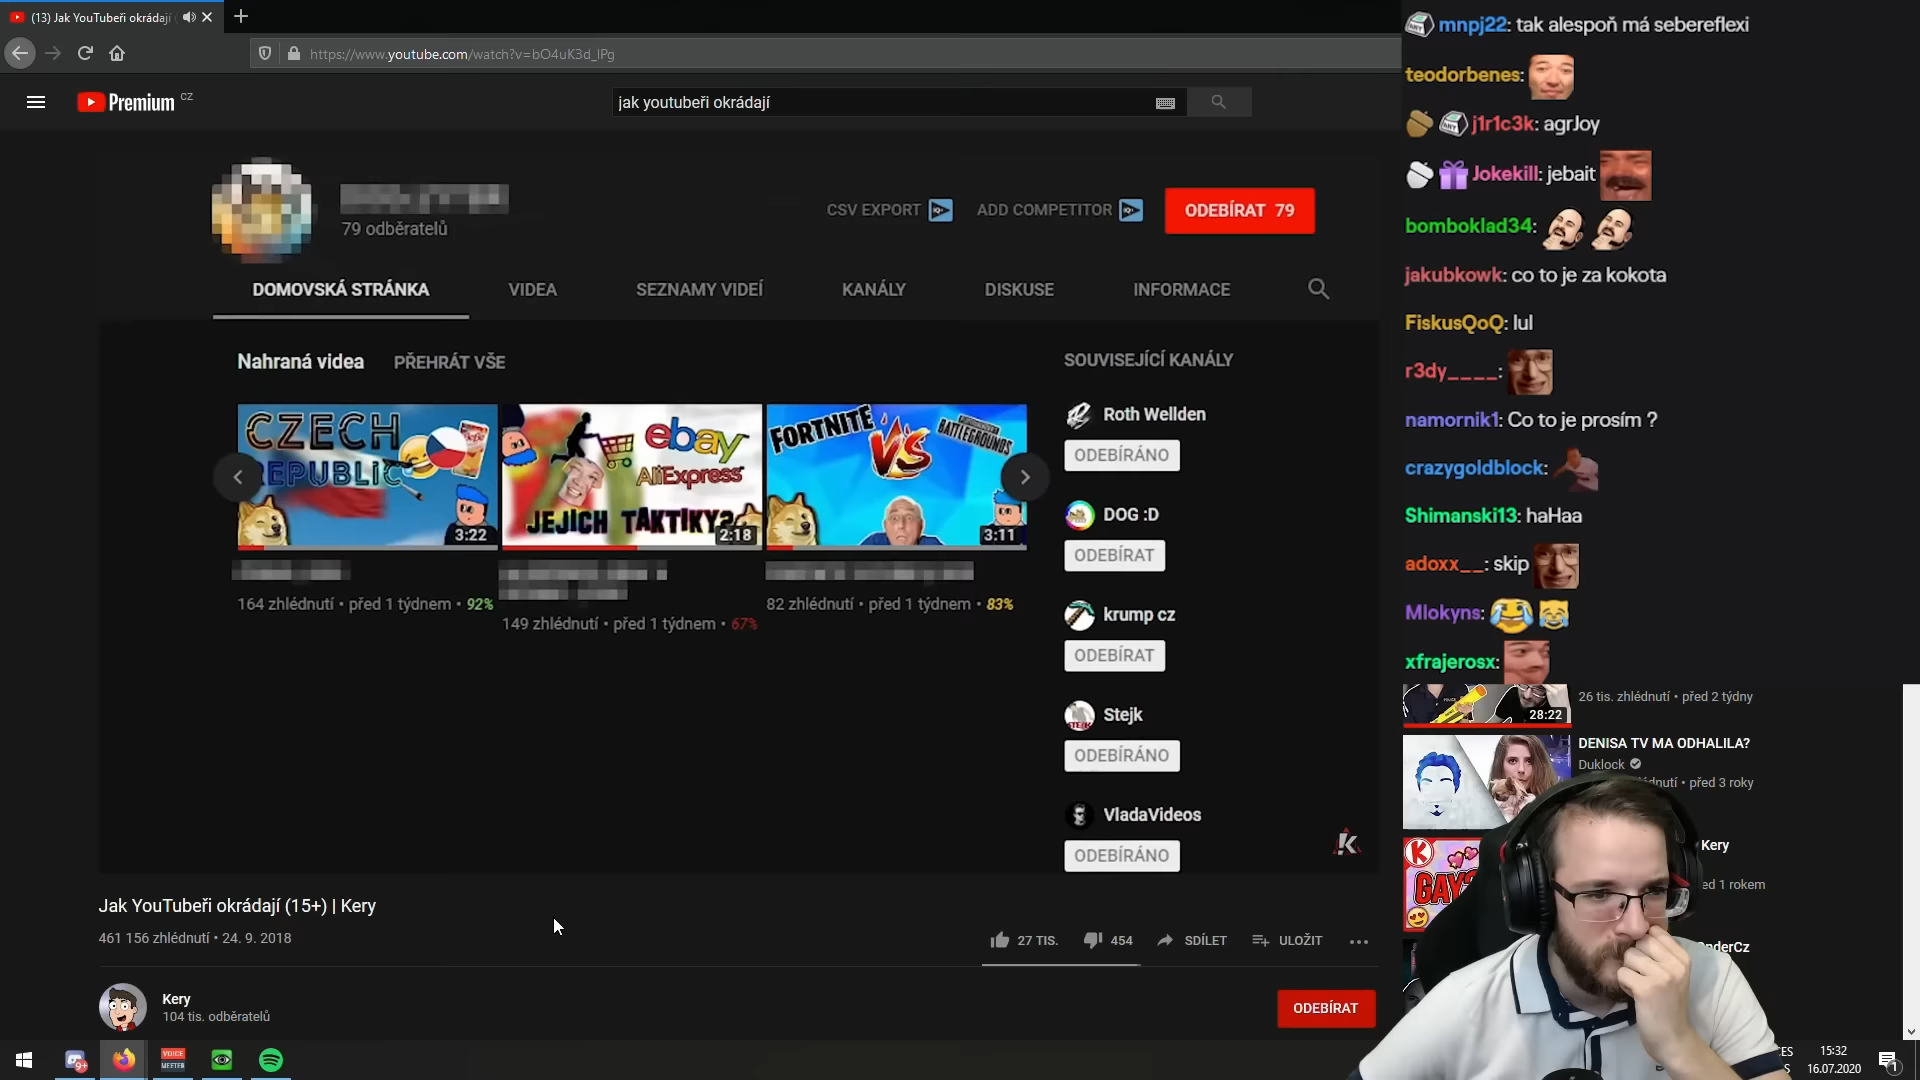 (13) Jak YouTubeři okrádají
https://www.youtube.com/watch?v=bO4uK3d_lPg
Premium CZ
jak youtubeři okrádají
79 odběratelů
CSV EXPORT
ADD COMPETITOR
ODEBÍRAT 79
DOMOVSKÁ STRÁNKA
VIDEA
SEZNAMY VIDEÍ
KANÁLY
DISKUSE
INFORMACE
Nahraná videa
PŘEHRÁT VŠE
CZECH
REPUBLIC
3:22
ebay
AliExpress
JEJICH TAKTIKY?
2:18
FORTNITE
VS
BATTLEGROUNDS
3:11
164 zhlédnutí • před 1 týdnem • 92%
149 zhlédnutí • před 1 týdnem • 67%
82 zhlédnutí • před 1 týdnem • 83%
SOUVISEJÍCÍ KANÁLY
Roth Wellden
ODEBÍRÁNO
DOG :D
ODEBÍRAT
krump cz
ODEBÍRAT
Stejk
ODEBÍRÁNO
VladaVideos
ODEBÍRÁNO
K
Jak YouTubeři okrádají (15+) | Kery
461 156 zhlédnutí • 24. 9. 2018
27 TIS.
454
SDÍLET
ULOŽIT
Kery
104 tis. odběratelů
ODEBÍRAT
mnpj22: tak alespoň má sebereflexi
teodorbenes:
j1r1c3k: agrJoy
Jokekill: jebait
bomboklad34:
jakubkowk: co to je za kokota
FiskusQoQ: lul
r3dy____:
namornik1: Co to je prosím ?
crazygoldblock:
Shimanski13: haHaa
adoxx__: skip
Mlokyns:
xfrajerosx:
28:22
26 tis. zhlédnutí • před 2 týdny
DENISA TV MA ODHALILA?
Duklock
• před 3 roky
K
GAY?
Kery
ed 1 rokem
nderCz
VOICE
MEETER
9+
15:32
16.07.2020
1